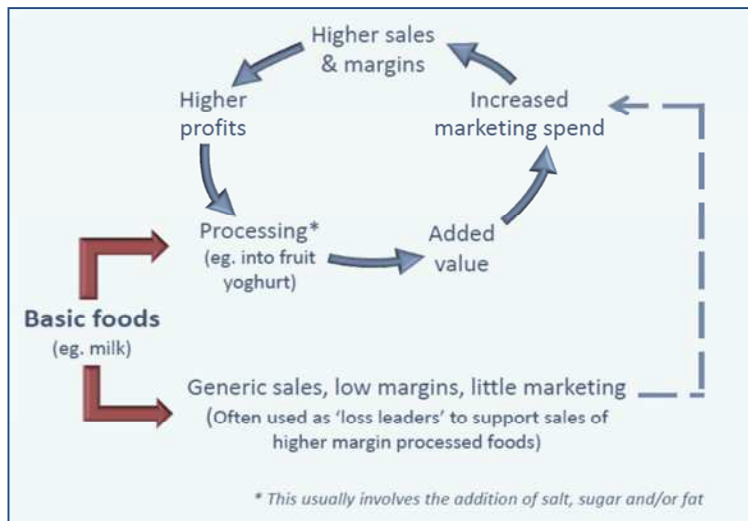 Higher sales
& margins
Higher
profits
Increased
marketing spend
Processing*
(eg. into fruit
yoghurt)
Added
value
Basic foods
(eg. milk)
Generic sales, low margins, little marketing
(Often used as ‘loss leaders’ to support sales of
higher margin processed foods)
* This usually involves the addition of salt, sugar and/or fat